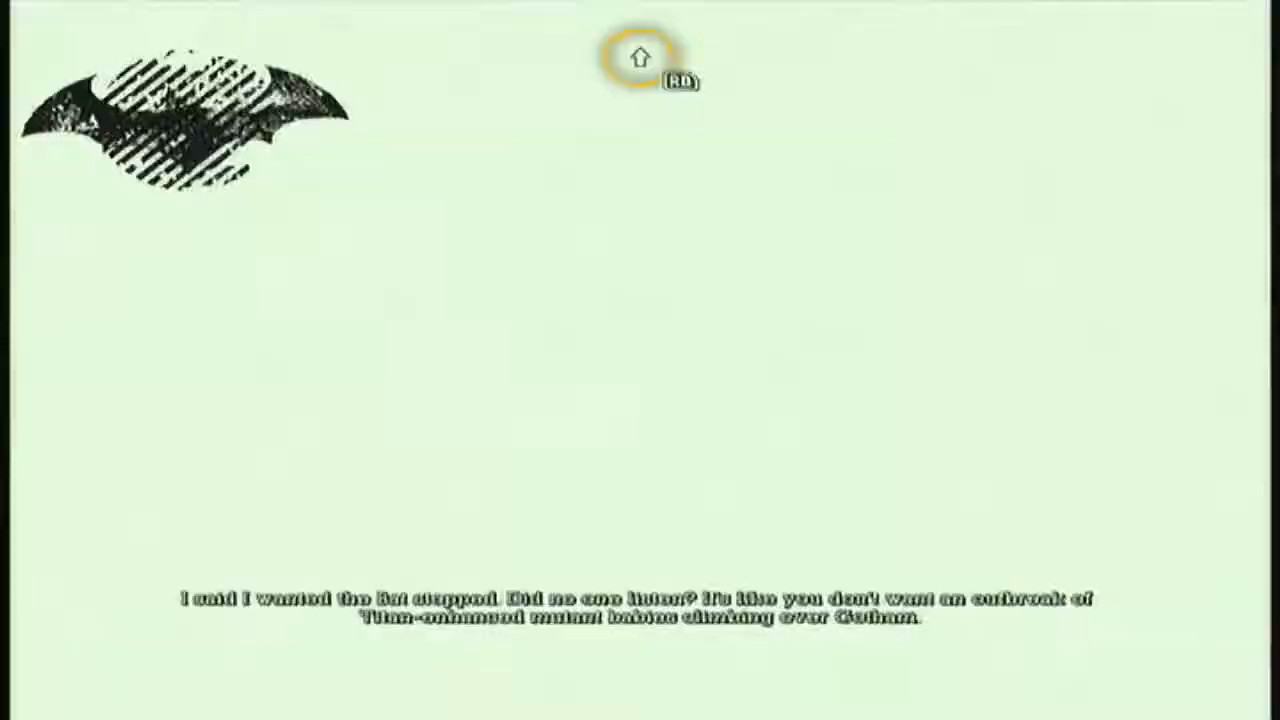 (RD)
I said I wanted the Bat stopped. Did no one listen? It's like you don't want an outbreak of
Titan-enhanced mutant babies climbing over Gotham.